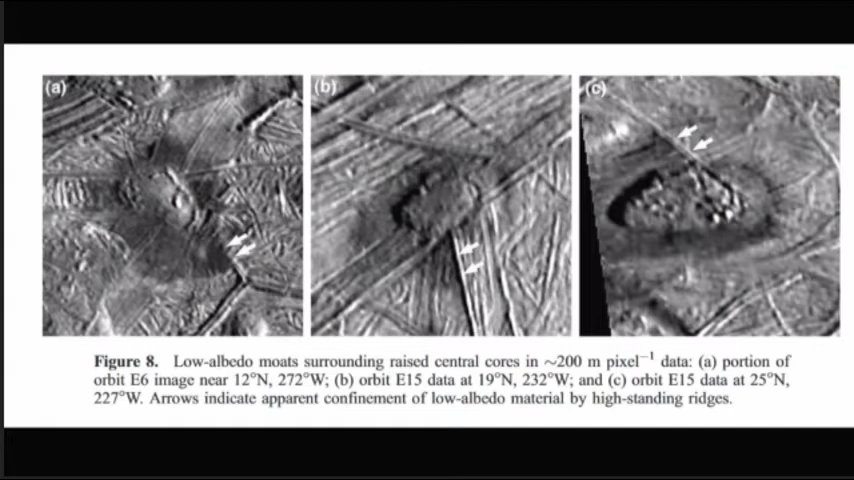 (a) (b) (c)
Figure 8. Low-albedo moats surrounding raised central cores in ~200 m pixel⁻¹ data: (a) portion of
orbit E6 image near 12°N, 272°W; (b) orbit E15 data at 19°N, 232°W; and (c) orbit E15 data at 25°N,
227°W. Arrows indicate apparent confinement of low-albedo material by high-standing ridges.